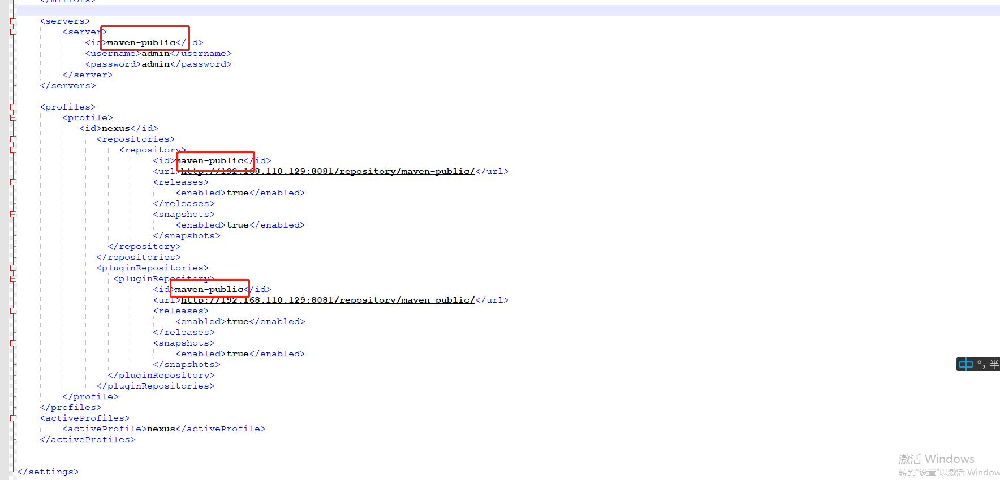 </mirrors>
<servers>
<server>
<id>maven-public</id>
<username>admin</username>
<password>admin</password>
</server>
</servers>
<profiles>
<profile>
<id>nexus</id>
<repositories>
<repository>
<id>maven-public</id>
<url>http://192.168.110.129:8081/repository/maven-public/</url>
<releases>
<enabled>true</enabled>
</releases>
<snapshots>
<enabled>true</enabled>
</snapshots>
</repository>
</repositories>
<pluginRepositories>
<pluginRepository>
<id>maven-public</id>
<url>http://192.168.110.129:8081/repository/maven-public/</url>
<releases>
<enabled>true</enabled>
</releases>
<snapshots>
<enabled>true</enabled>
</snapshots>
</pluginRepository>
</pluginRepositories>
</profile>
</profiles>
<activeProfiles>
<activeProfile>nexus</activeProfile>
</activeProfiles>
</settings>
中 °, 半
激活 Windows
转到"设置"以激活 Window